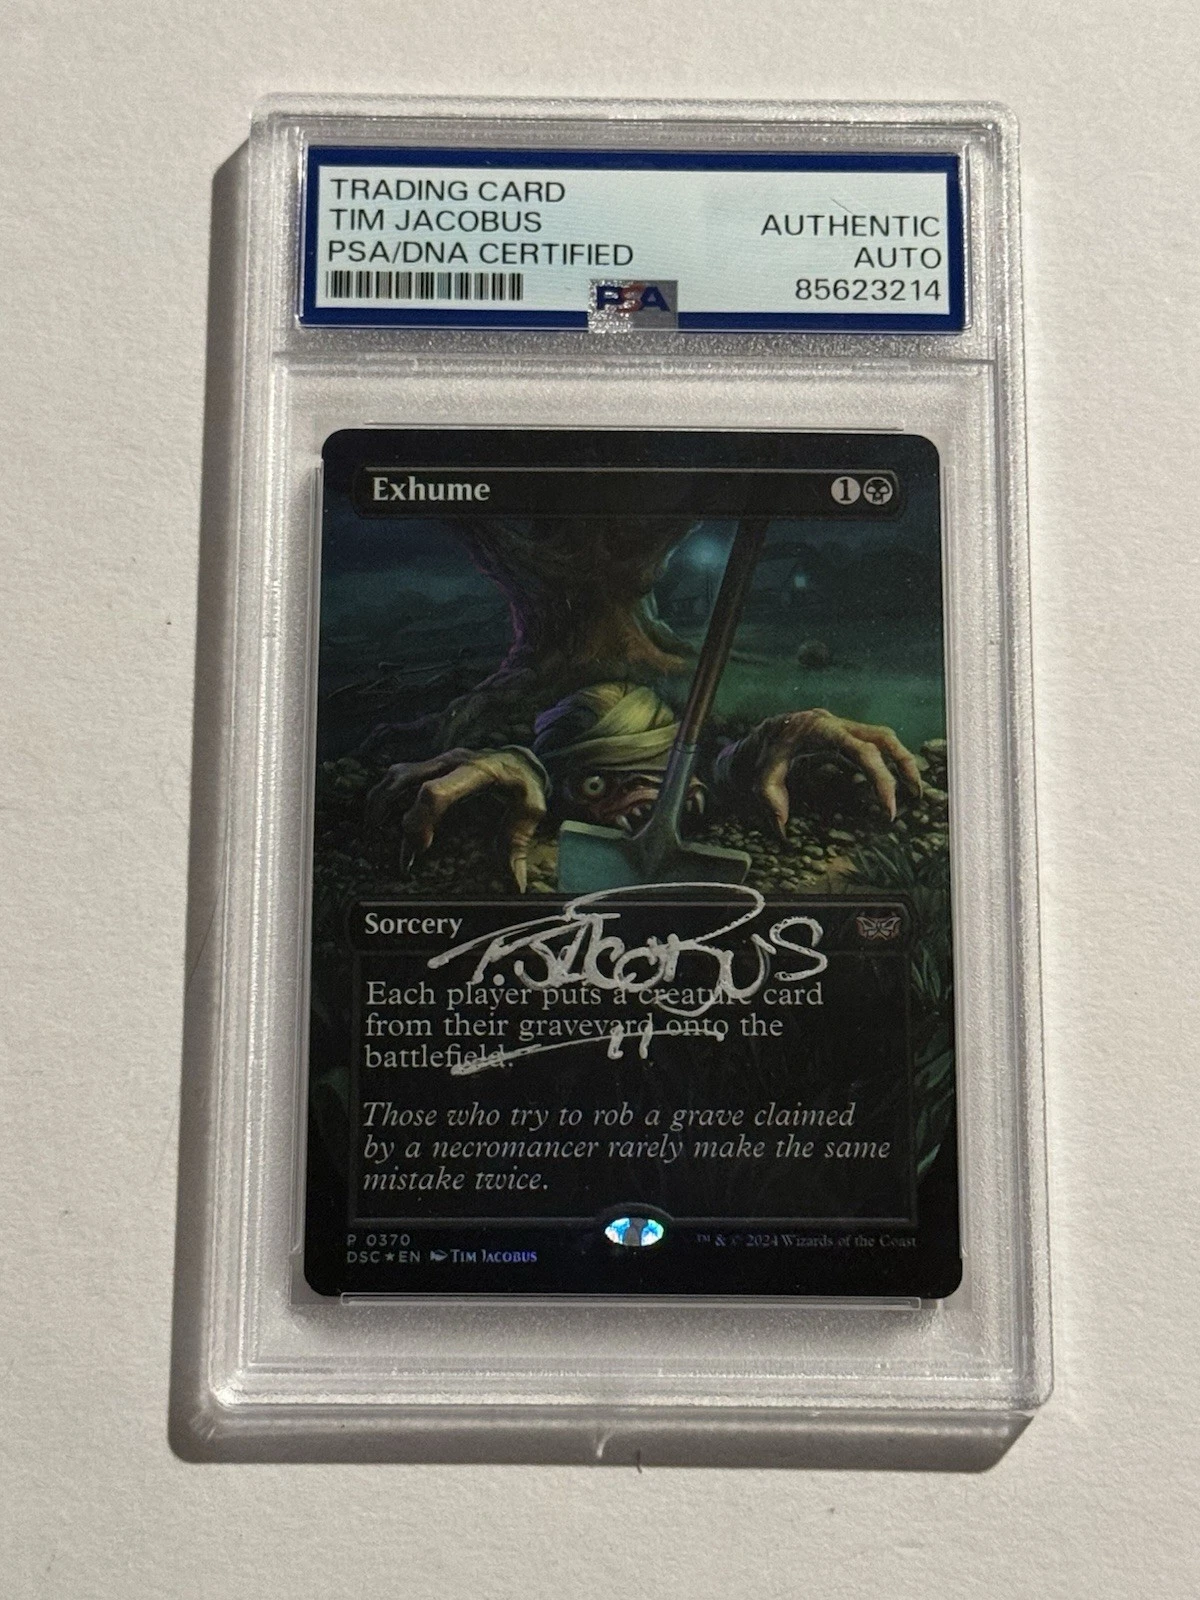 TRADING CARD
TIM JACOBUS
PSA/DNA CERTIFIED
AUTHENTIC
AUTO
85623214
PSA
Exhume 1
Sorcery
T. JACOBUS
Each player puts a creature card
from their graveyard onto the
battlefield.
Those who try to rob a grave claimed
by a necromancer rarely make the same
mistake twice.
P 0370
DSC ★ EN TIM JACOBUS
™ & © 2024 Wizards of the Coast